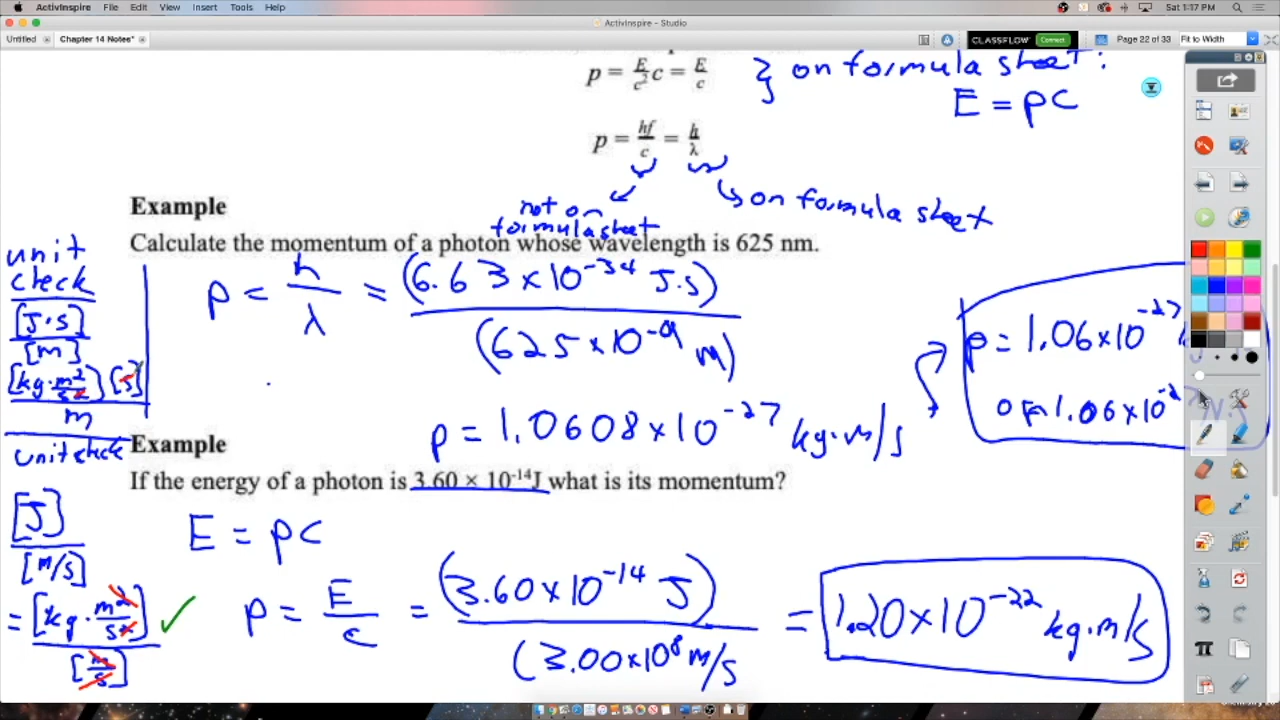 ActivInspire File Edit View Insert Tools Help Sat 1:17 PM
ActivInspire - Studio
Untitled Chapter 14 Notes* CLASSFLOW Connect Page 22 of 33 Fit to Width
p = E/c² c = E/c } on formula sheet:
E = pc
p = hf/c = h/λ
not on formula sheet
on formula sheet
Example
Calculate the momentum of a photon whose wavelength is 625 nm.
unit check
[J·s]/[m]
[kg·m²/s²][s]/m
p = h/λ = (6.63×10⁻³⁴ J·s)/(625×10⁻⁹ m)
p = 1.0608×10⁻²⁷ kg·m/s
p = 1.06×10⁻²⁷
or 1.06×10⁻²
N·s
Example
If the energy of a photon is 3.60 × 10⁻¹⁴J what is its momentum?
unit check
[J]/[m/s]
= [kg·m²/s²]/[m/s] ✓
E = pc
p = E/c = (3.60×10⁻¹⁴ J)/(3.00×10⁸ m/s = 1.20×10⁻²² kg·m/s